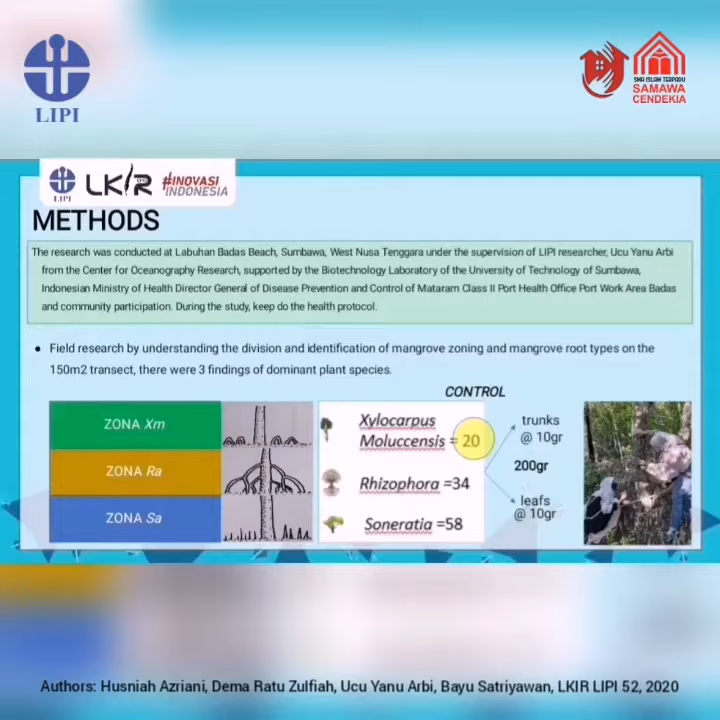 LIPI
SMA ISLAM TERPADU
SAMAWA
CENDEKIA
LIPI
LKIR
#INOVASI
INDONESIA
METHODS
The research was conducted at Labuhan Badas Beach, Sumbawa, West Nusa Tenggara under the supervision of LIPI researcher, Ucu Yanu Arbi
from the Center for Oceanography Research, supported by the Biotechnology Laboratory of the University of Technology of Sumbawa,
Indonesian Ministry of Health Director General of Disease Prevention and Control of Mataram Class II Port Health Office Port Work Area Badas
and community participation. During the study, keep do the health protocol.
• Field research by understanding the division and identification of mangrove zoning and mangrove root types on the
150m2 transect, there were 3 findings of dominant plant species.
CONTROL
ZONA Xm
ZONA Ra
ZONA Sa
Xylocarpus
Moluccensis = 20
Rhizophora =34
Soneratia =58
trunks
@ 10gr
200gr
leafs
@ 10gr
Authors: Husniah Azriani, Dema Ratu Zulfiah, Ucu Yanu Arbi, Bayu Satriyawan, LKIR LIPI 52, 2020